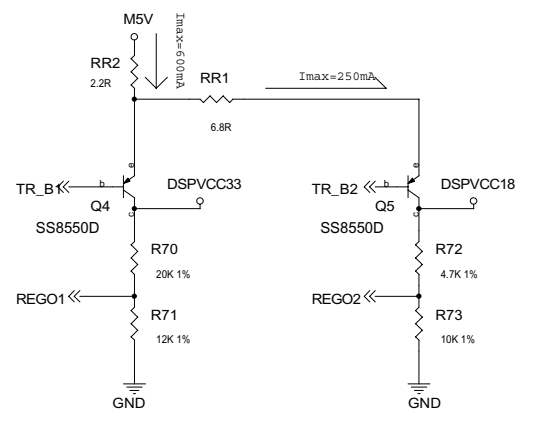 M5V
Imax=600mA
RR2
2.2R
RR1
Imax=250mA
6.8R
e
e
TR_B1
b
DSPVCC33
TR_B2
b
DSPVCC18
Q4
c
Q5
c
SS8550D
SS8550D
R70
20K 1%
R72
4.7K 1%
REGO1
REGO2
R71
12K 1%
R73
10K 1%
GND
GND